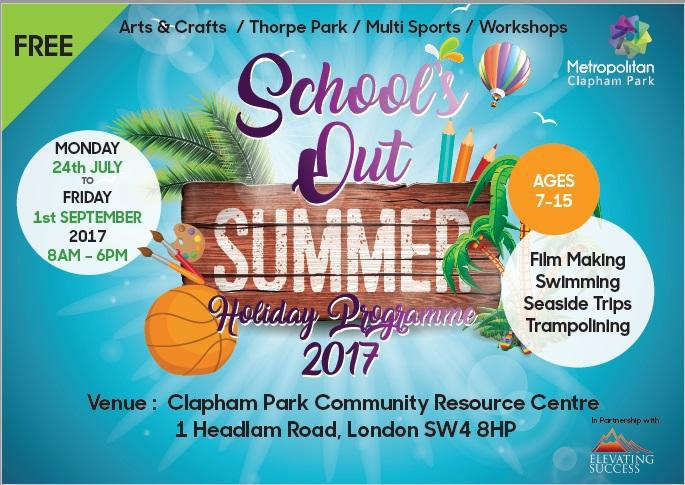 FREE
Arts & Crafts / Thorpe Park / Multi Sports / Workshops
Metropolitan
Clapham Park
School's
Out
SUMMER
Holiday Programme
2017
MONDAY
24th JULY
TO
FRIDAY
1st SEPTEMBER
2017
8AM - 6PM
AGES
7-15
Film Making
Swimming
Seaside Trips
Trampolining
Venue : Clapham Park Community Resource Centre
1 Headlam Road, London SW4 8HP
In Partnership with
ELEVATING
SUCCESS